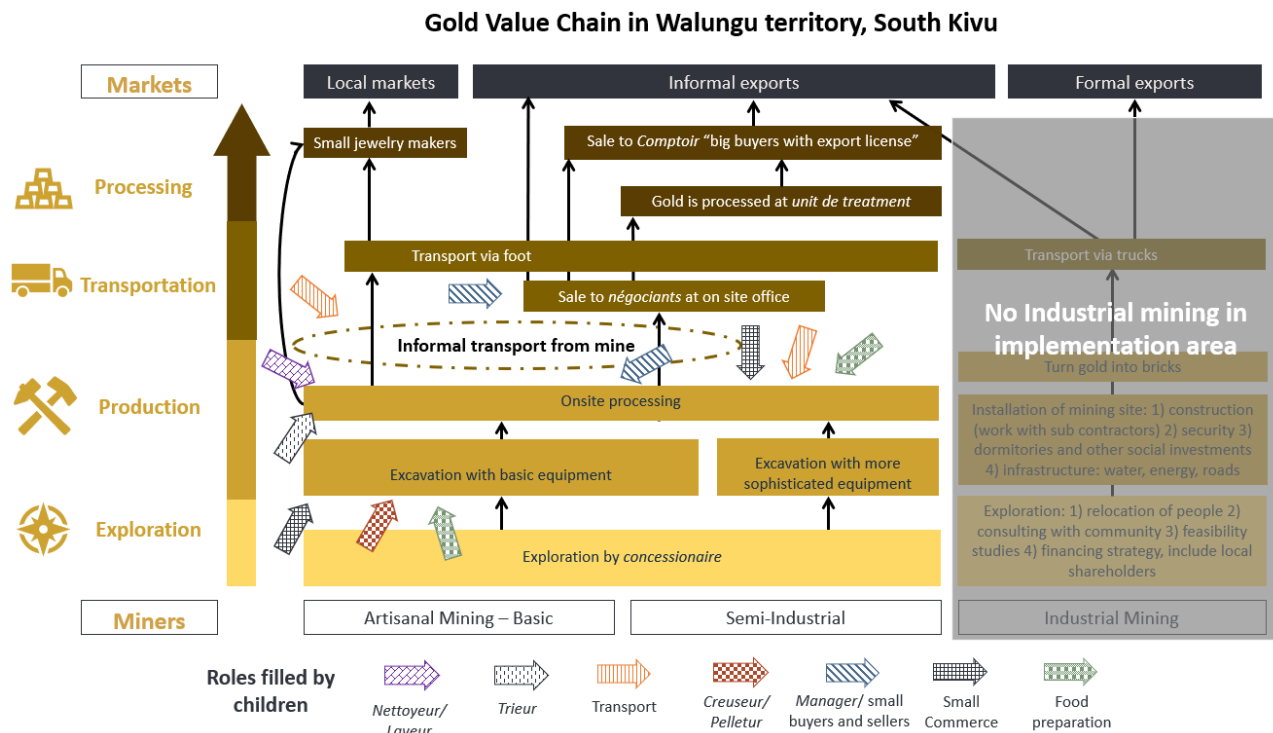 Gold Value Chain in Walungu territory, South Kivu
Markets
Local markets
Informal exports
Formal exports
Small jewelry makers
Sale to Comptoir “big buyers with export license”
Processing
Gold is processed at unit de treatment
Transport via foot
Transport via trucks
Transportation
Sale to négociants at on site office
No Industrial mining in
implementation area
Informal transport from mine
Turn gold into bricks
Production
Onsite processing
Installation of mining site: 1) construction
(work with sub contractors) 2) security 3)
dormitories and other social investments
4) infrastructure: water, energy, roads
Excavation with basic equipment
Excavation with more
sophisticated equipment
Exploration
Exploration by concessionaire
Exploration: 1) relocation of people 2)
consulting with community 3) feasibility
studies 4) financing strategy, include local
shareholders
Miners
Artisanal Mining – Basic
Semi-Industrial
Industrial Mining
Roles filled by
children
Nettoyeur/
Laveur
Trieur
Transport
Creuseur/
Pelletur
Manager/ small
buyers and sellers
Small
Commerce
Food
preparation